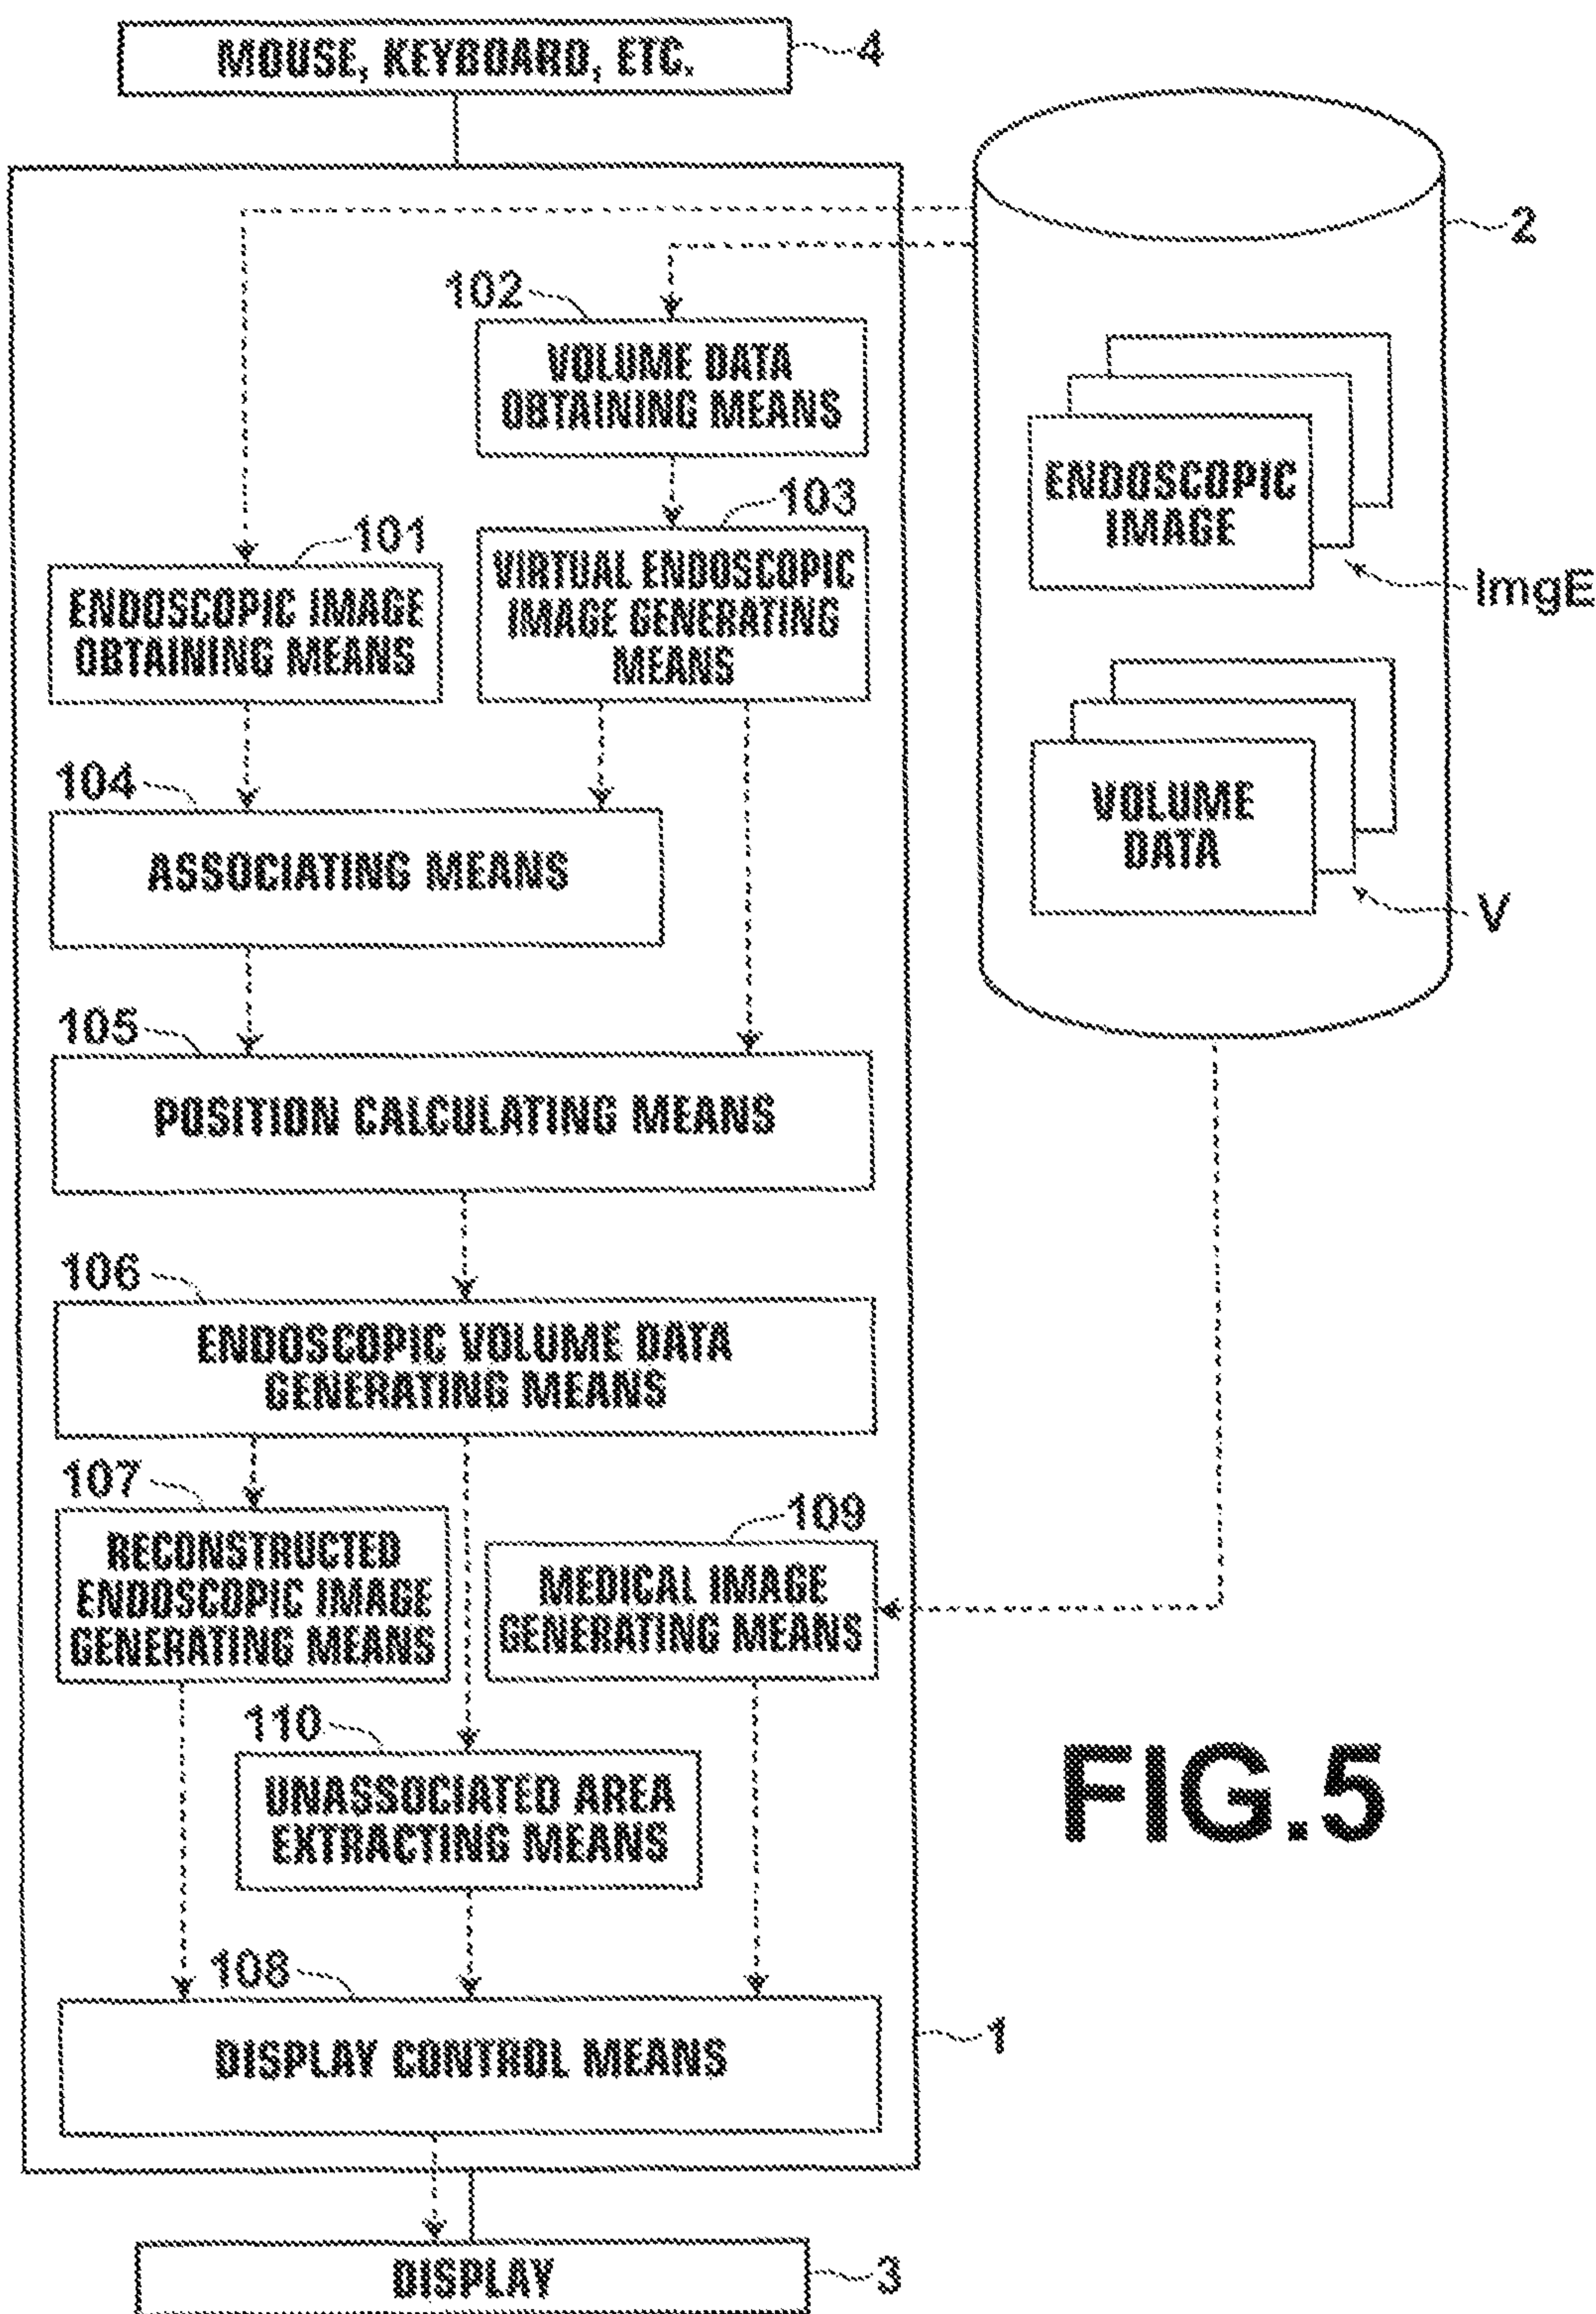 MOUSE, KEYBOARD, ETC.
4
2
102
VOLUME DATA
OBTAINING MEANS
ENDOSCOPIC
IMAGE
ImgE
103
VIRTUAL ENDOSCOPIC
IMAGE GENERATING
MEANS
101
ENDOSCOPIC IMAGE
OBTAINING MEANS
VOLUME
DATA
V
104
ASSOCIATING MEANS
105
POSITION CALCULATING MEANS
106
ENDOSCOPIC VOLUME DATA
GENERATING MEANS
107
RECONSTRUCTED
ENDOSCOPIC IMAGE
GENERATING MEANS
109
MEDICAL IMAGE
GENERATING MEANS
110
UNASSOCIATED AREA
EXTRACTING MEANS
FIG.5
108
DISPLAY CONTROL MEANS
1
DISPLAY
3